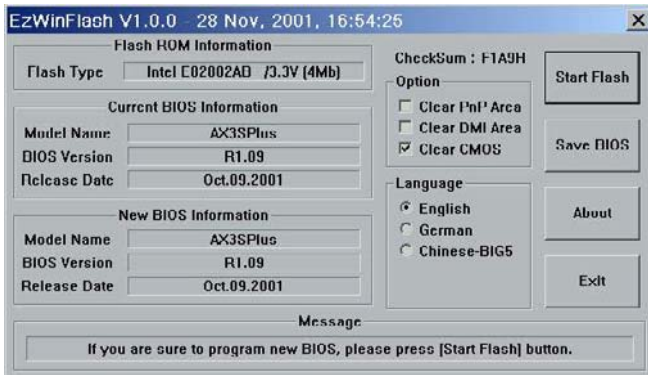 EzWinFlash V1.0.0 - 28 Nov, 2001, 16:54:25
Flash ROM Information
Flash Type Intel E82802AB /3.3V (4Mb)
Current BIOS Information
Model Name AX3SPlus
BIOS Version R1.09
Release Date Oct.09.2001
New BIOS Information
Model Name AX3SPlus
BIOS Version R1.09
Release Date Oct.09.2001
CheckSum : F1A9H
Option
Clear PnP Area
Clear DMI Area
Clear CMOS
Language
English
German
Chinese-BIG5
Start Flash
Save BIOS
About
Exit
Message
If you are sure to program new BIOS, please press [Start Flash] button.